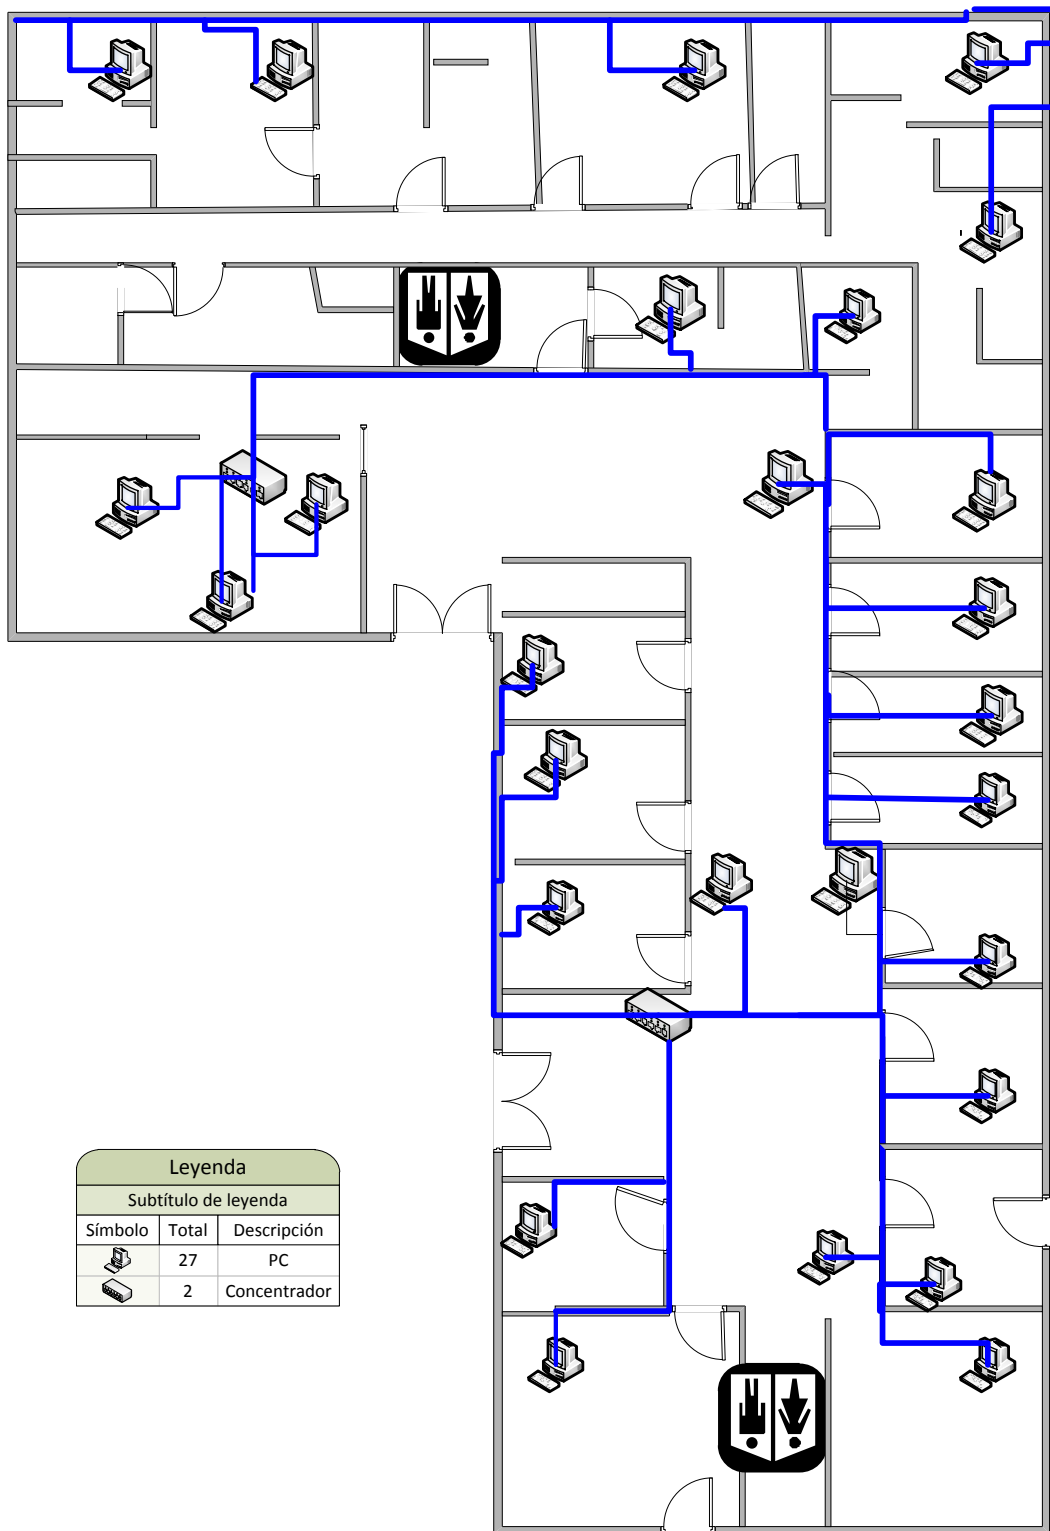 Leyenda
Subtítulo de leyenda
Símbolo Total Descripción
27 PC
2 Concentrador